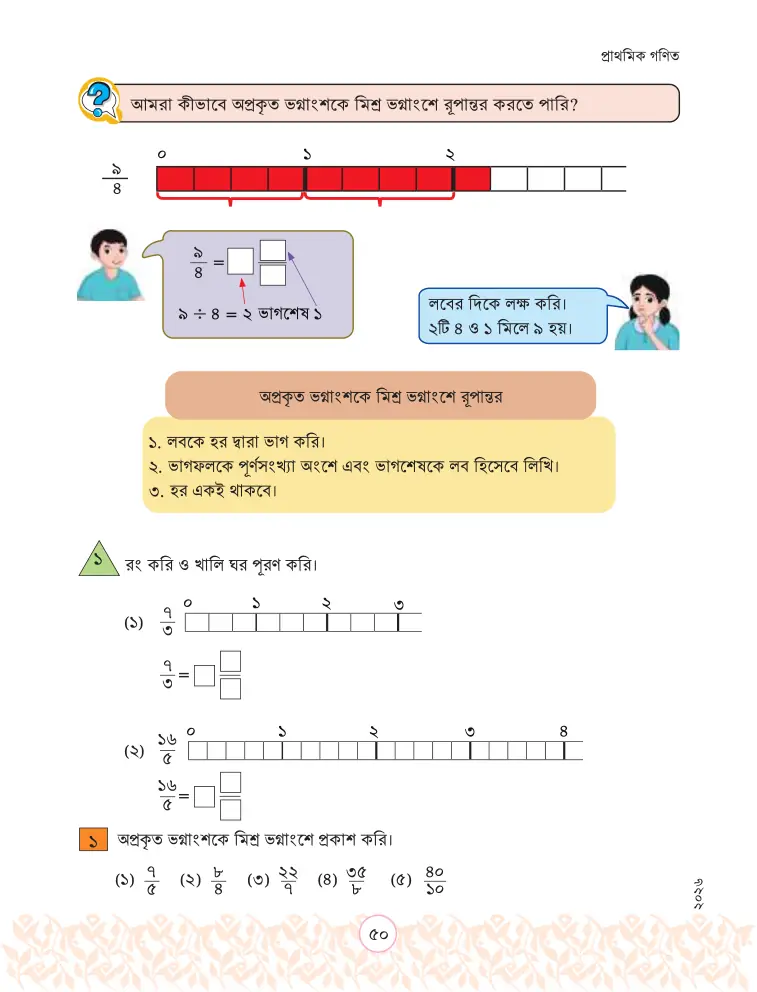 প্রাথমিক গণিত
আমরা কীভাবে অপ্রকৃত ভগ্নাংশকে মিশ্র ভগ্নাংশে রূপান্তর করতে পারি?
০ ১ ২
৯/৪
৯/৪ =
৯ ÷ ৪ = ২ ভাগশেষ ১
লবের দিকে লক্ষ করি।
২টি ৪ ও ১ মিলে ৯ হয়।
অপ্রকৃত ভগ্নাংশকে মিশ্র ভগ্নাংশে রূপান্তর
১. লবকে হর দ্বারা ভাগ করি।
২. ভাগফলকে পূর্ণসংখ্যা অংশে এবং ভাগশেষকে লব হিসেবে লিখি।
৩. হর একই থাকবে।
১ রং করি ও খালি ঘর পূরণ করি।
০ ১ ২ ৩
(১) ৭/৩
৭/৩ =
০ ১ ২ ৩ ৪
(২) ১৬/৫
১৬/৫ =
১ অপ্রকৃত ভগ্নাংশকে মিশ্র ভগ্নাংশে প্রকাশ করি।
(১) ৭/৫ (২) ৮/৪ (৩) ২২/৭ (৪) ৩৫/৮ (৫) ৪০/১০
২০২৬
৫০